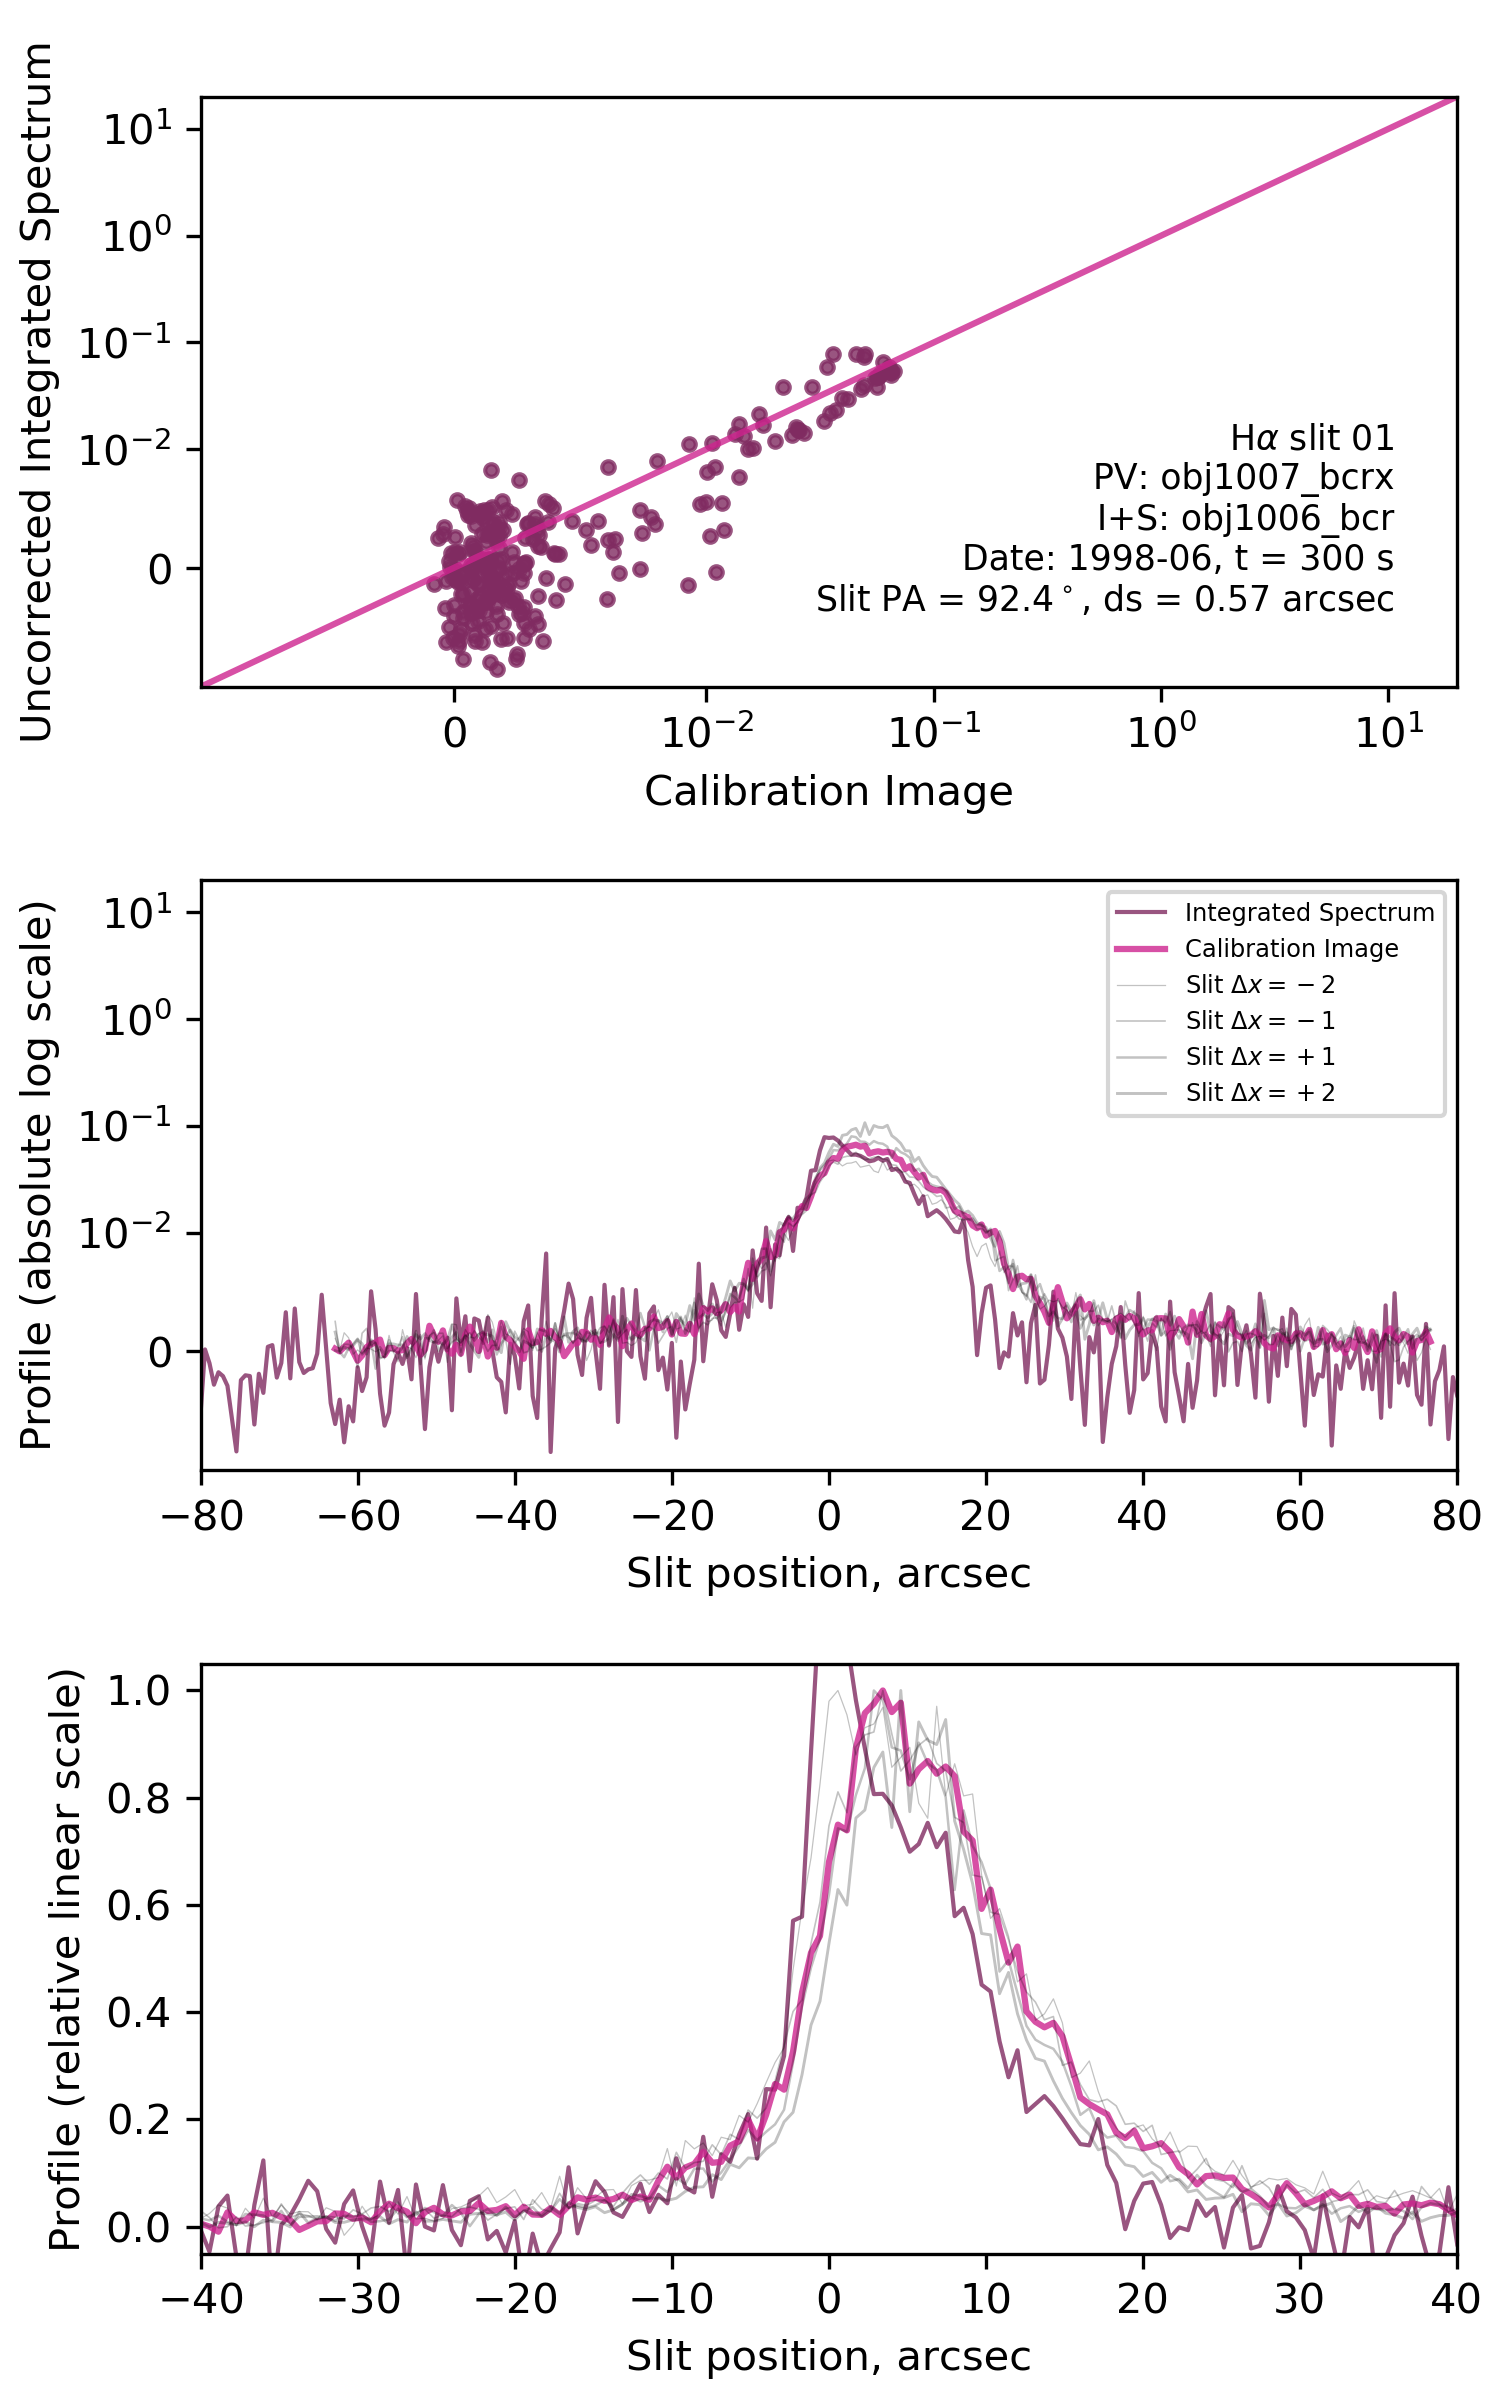 Uncorrected Integrated Spectrum
10¹
10⁰
10⁻¹
10⁻²
0
Hα slit 01
PV: obj1007_bcrx
I+S: obj1006_bcr
Date: 1998-06, t = 300 s
Slit PA = 92.4°, ds = 0.57 arcsec
0 10⁻² 10⁻¹ 10⁰ 10¹
Calibration Image
Profile (absolute log scale)
10¹
10⁰
10⁻¹
10⁻²
0
Integrated Spectrum
Calibration Image
Slit Δx = − 2
Slit Δx = − 1
Slit Δx = + 1
Slit Δx = + 2
−80 −60 −40 −20 0 20 40 60 80
Slit position, arcsec
Profile (relative linear scale)
1.0
0.8
0.6
0.4
0.2
0.0
−40 −30 −20 −10 0 10 20 30 40
Slit position, arcsec